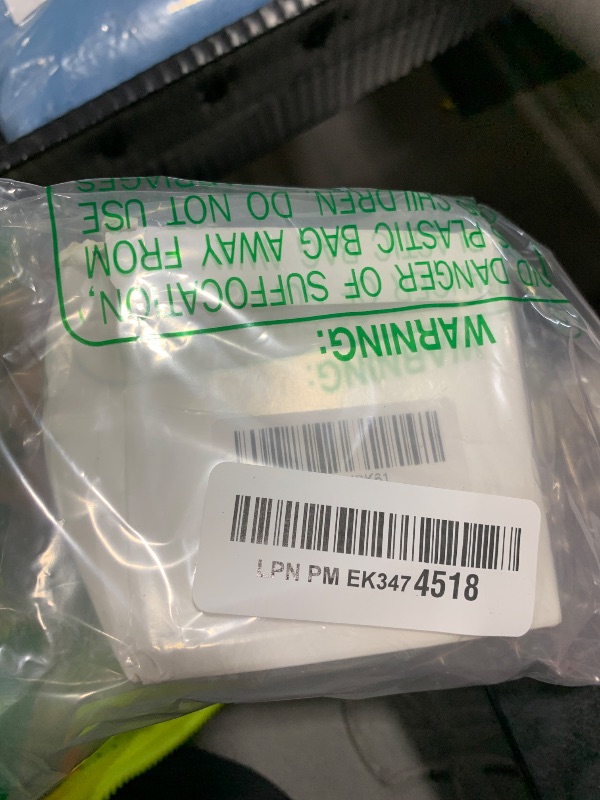 WARNING:
DANGER OF SUFFOCATION,
PLASTIC BAG AWAY FROM
CHILDREN. DO NOT USE
LPN PM EK3474518